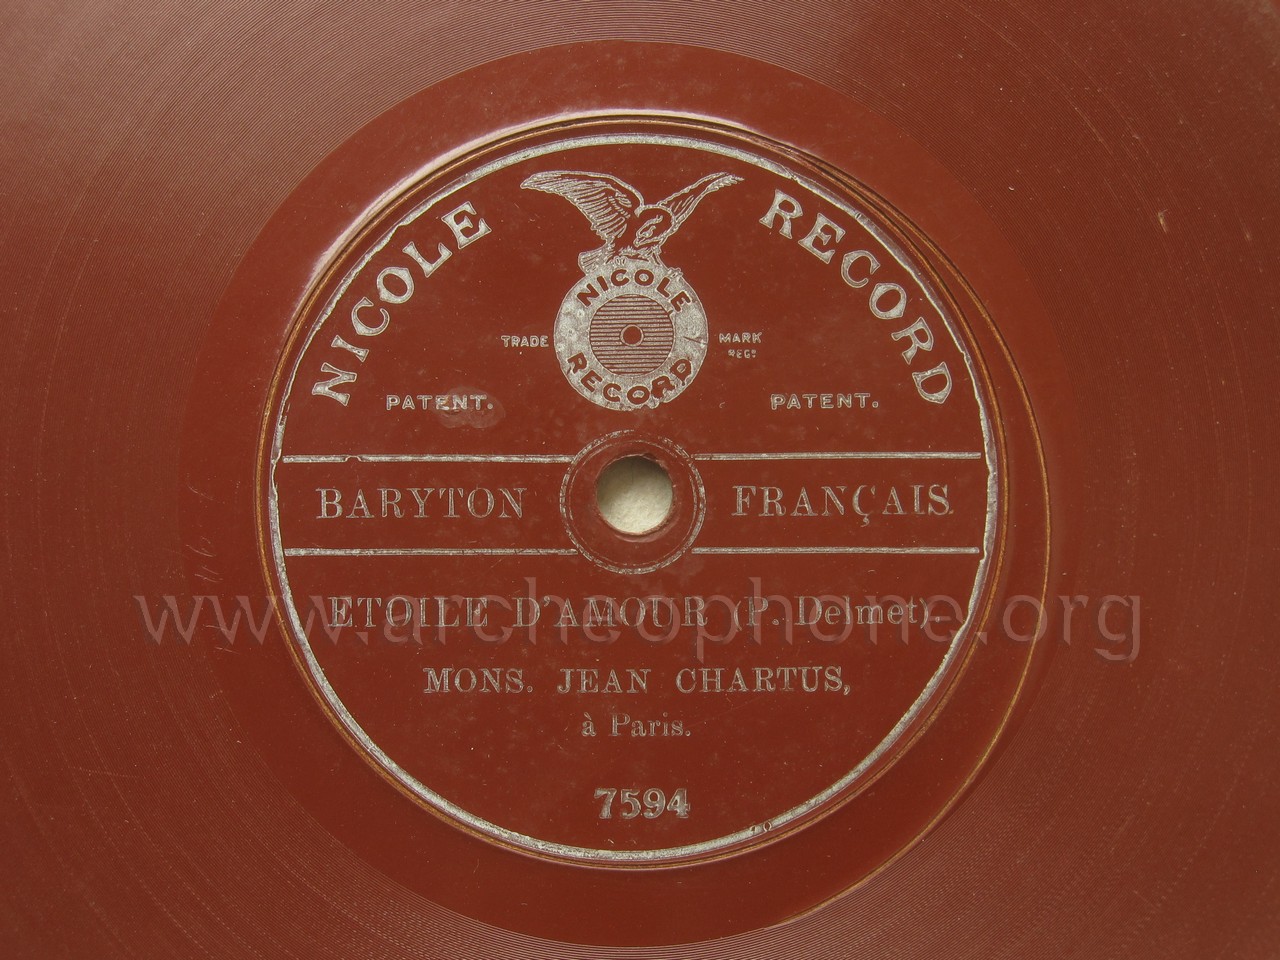 NICOLE RECORD
NICOLE
RECORD
TRADE MARK
REGD
PATENT. PATENT.
BARYTON FRANÇAIS
ETOILE D'AMOUR (P. Delmet).
www.archeophone.org
MONS. JEAN CHARTUS,
à Paris.
7594